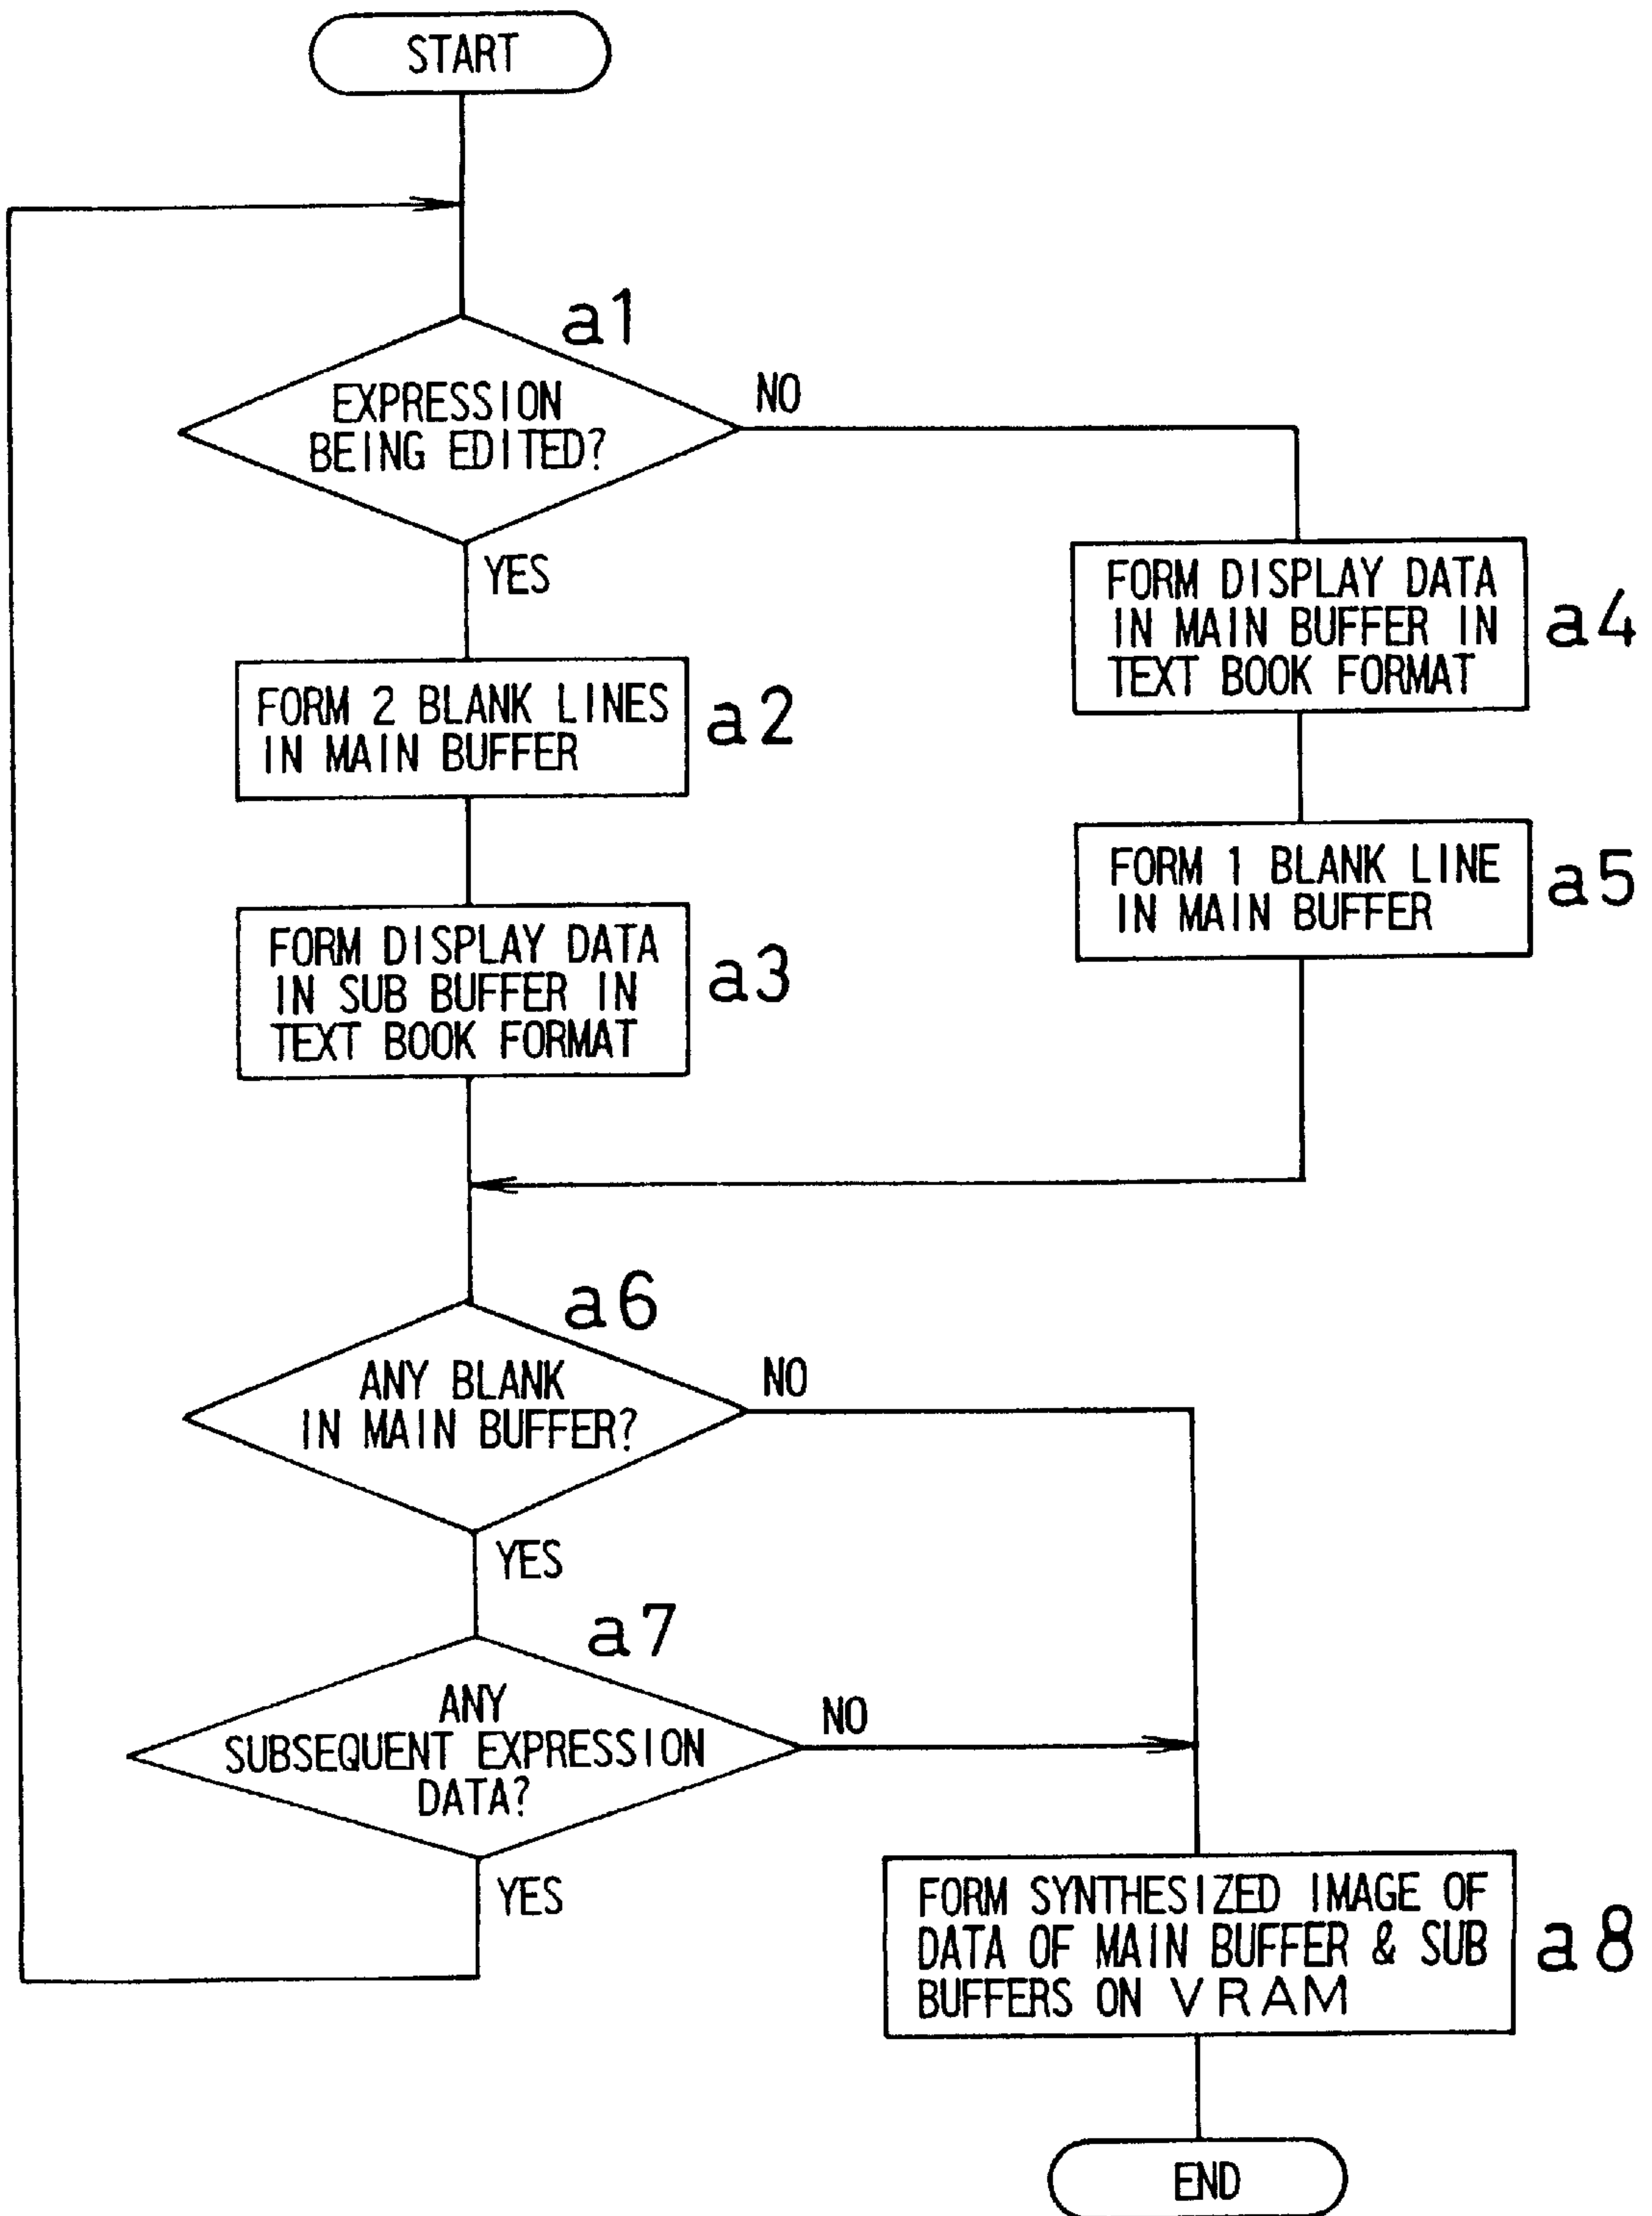 START
a1
EXPRESSION
BEING EDITED?
NO
YES
FORM 2 BLANK LINES
IN MAIN BUFFER
a2
FORM DISPLAY DATA
IN SUB BUFFER IN
TEXT BOOK FORMAT
a3
FORM DISPLAY DATA
IN MAIN BUFFER IN
TEXT BOOK FORMAT
a4
FORM 1 BLANK LINE
IN MAIN BUFFER
a5
a6
ANY BLANK
IN MAIN BUFFER?
NO
YES
a7
ANY
SUBSEQUENT EXPRESSION
DATA?
NO
YES
FORM SYNTHESIZED IMAGE OF
DATA OF MAIN BUFFER & SUB
BUFFERS ON VRAM
a8
END